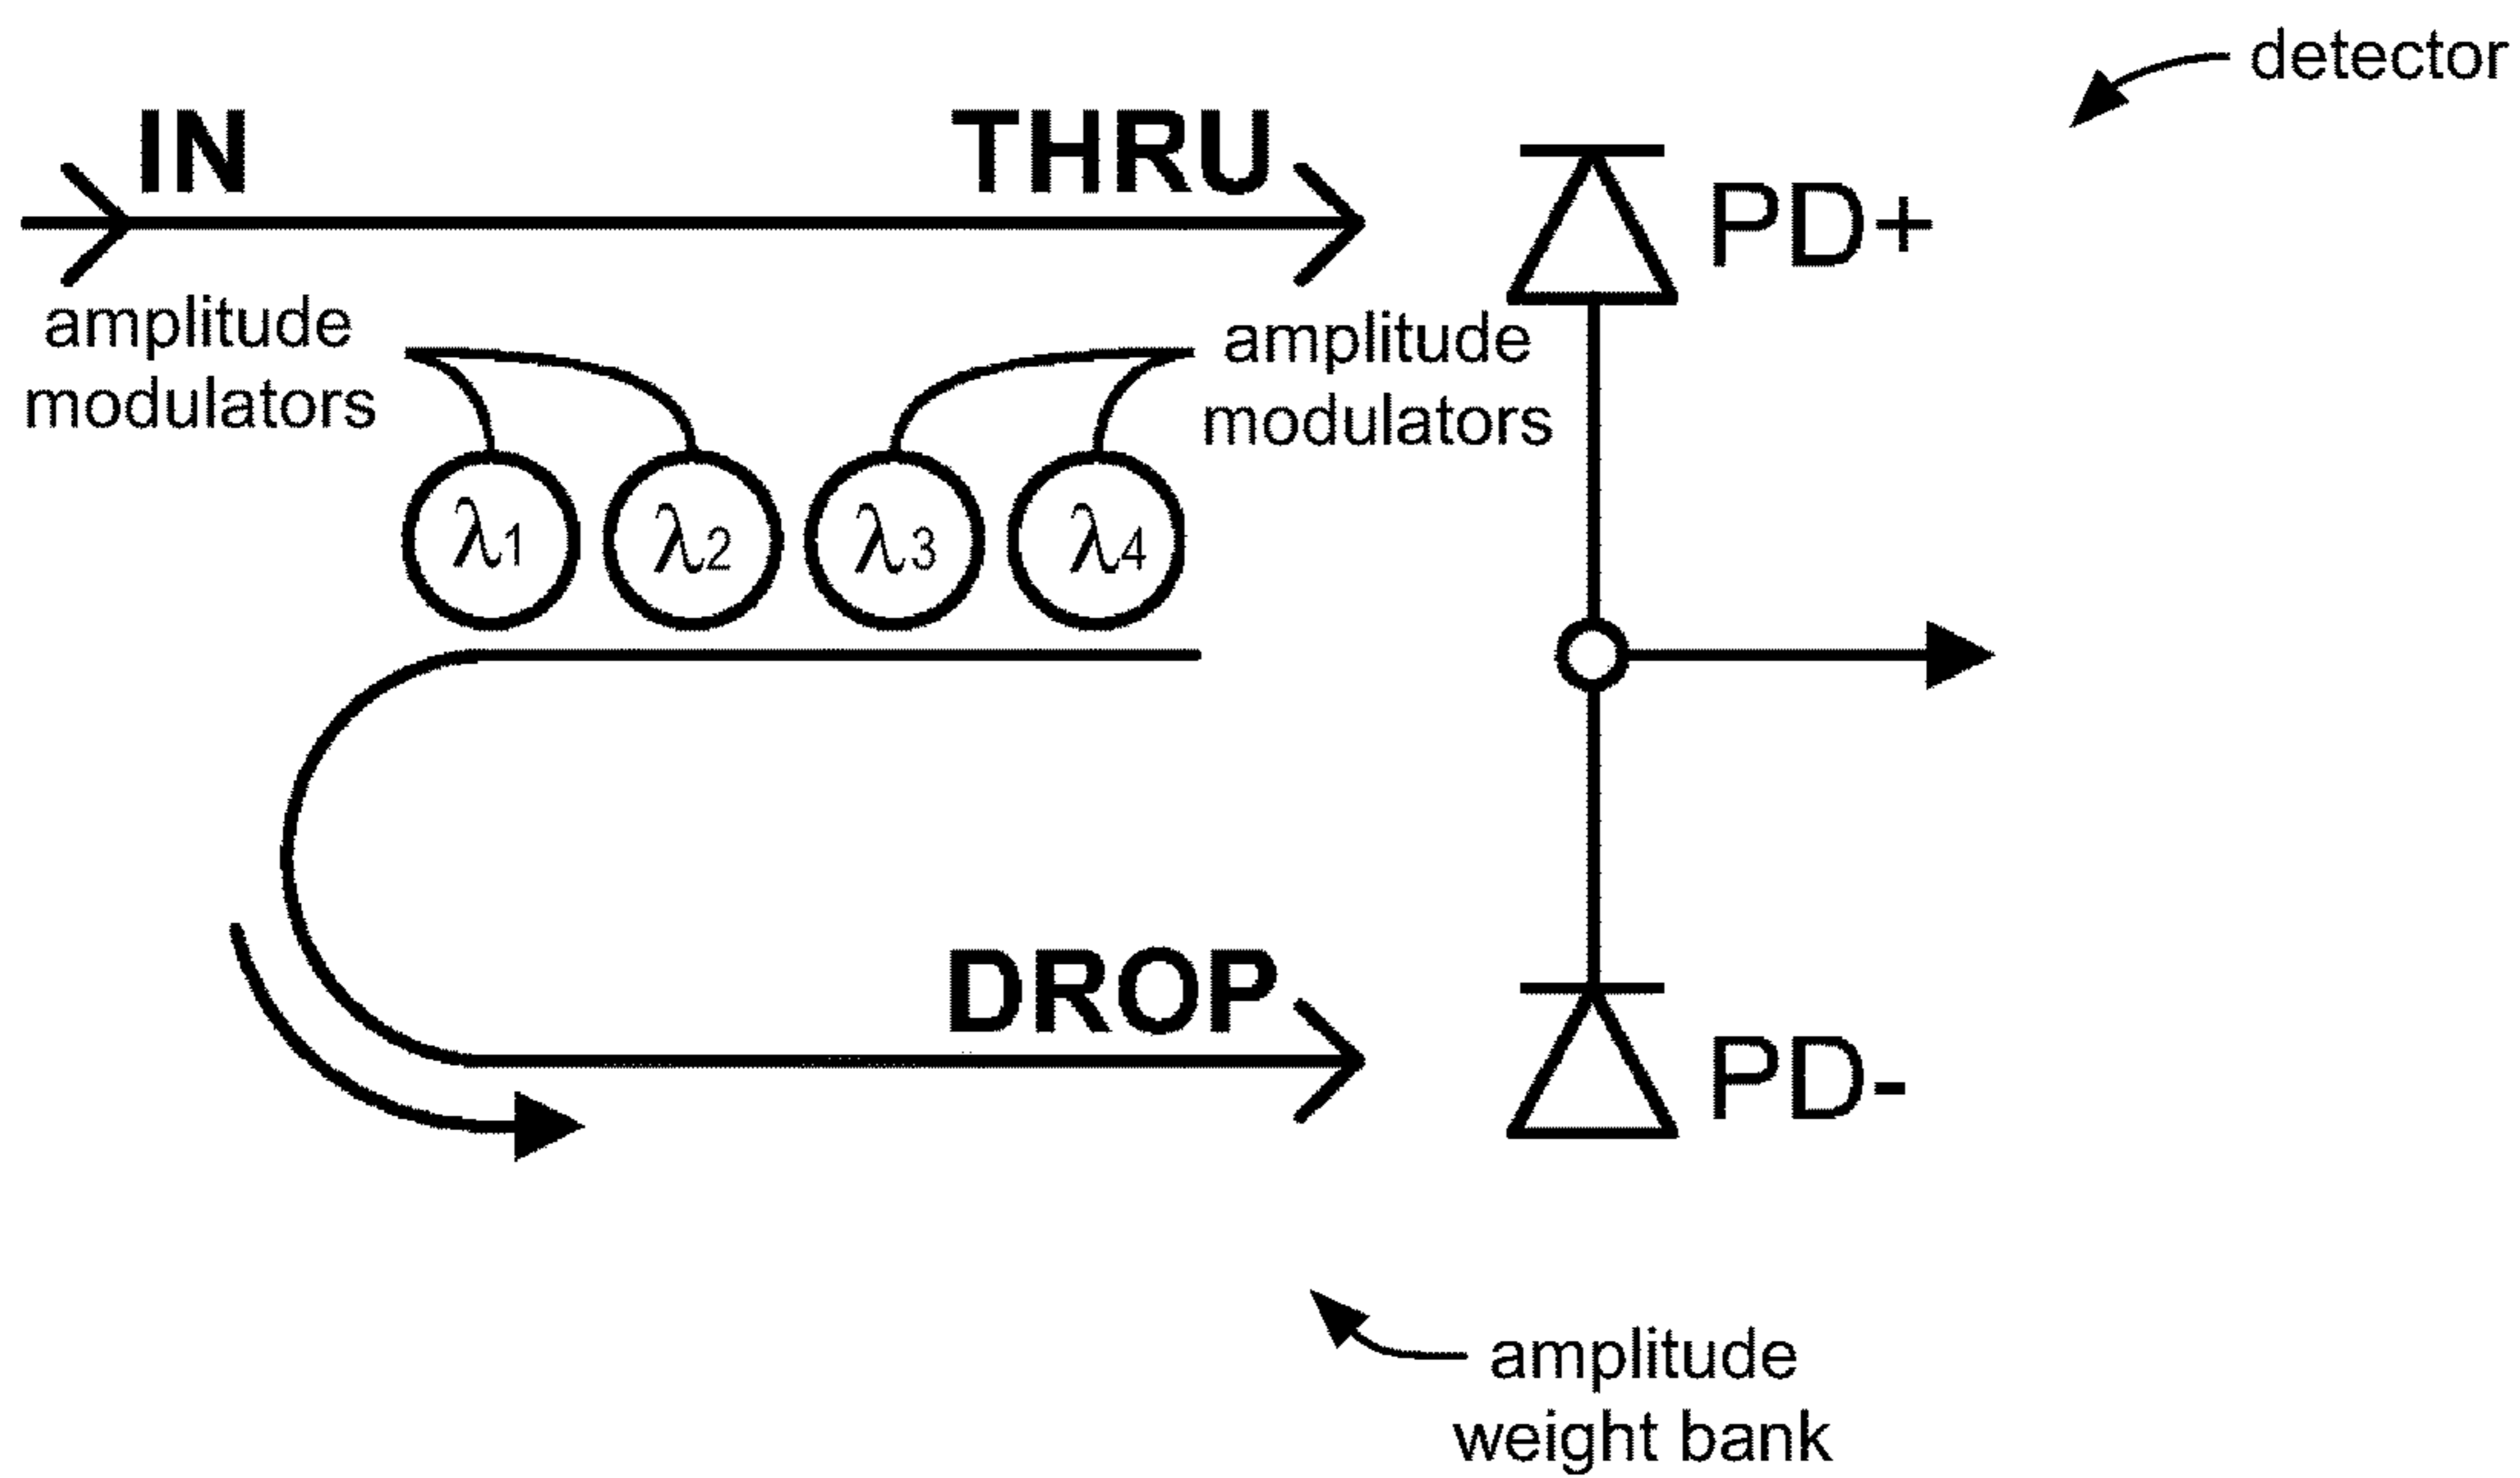 detector
IN
THRU
PD+
amplitude
modulators
amplitude
modulators
λ1
λ2
λ3
λ4
DROP
PD-
amplitude
weight bank